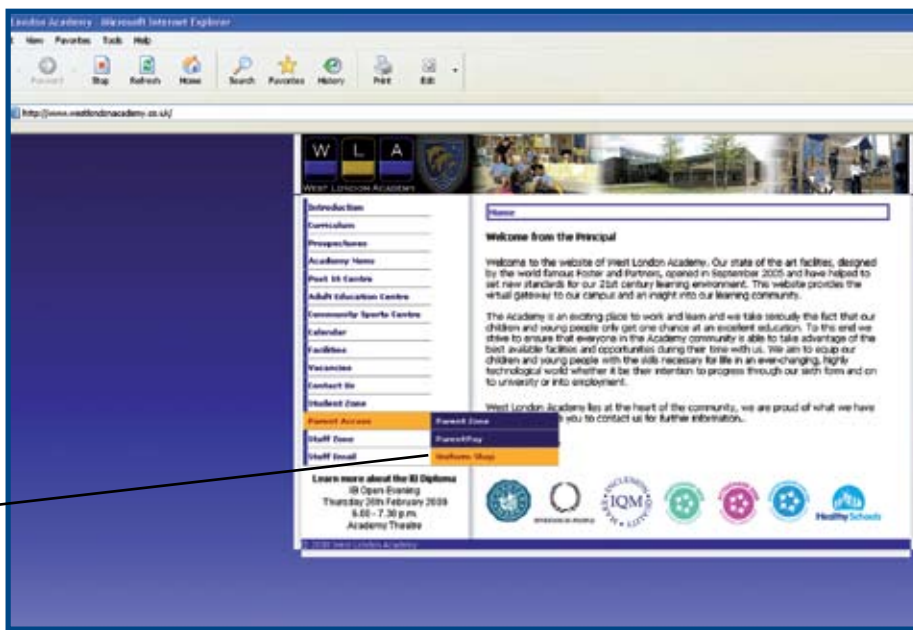 London Academy - Microsoft Internet Explorer
View Favorites Tools Help
Forward Stop Refresh Home Search Favorites History Print Edit
http://www.westlondonacademy.co.uk/
W L A
WEST LONDON ACADEMY
Introduction
Curriculum
Prospectuses
Academy News
Post 16 Centre
Adult Education Centre
Community Sports Centre
Calendar
Facilities
Vacancies
Contact Us
Student Zone
Parent Access
Staff Zone
Staff Email
Parent Zone
ParentPay
Uniform Shop
Learn more about the IB Diploma
IB Open Evening
Thursday 26th February 2009
6.00 - 7.30 p.m.
Academy Theatre
Home
Welcome from the Principal
Welcome to the website of West London Academy. Our state of the art facilities, designed
by the world famous Foster and Partners, opened in September 2005 and have helped to
set new standards for our 21st century learning environment. This website provides the
virtual gateway to our campus and an insight into our learning community.
The Academy is an exciting place to work and learn and we take seriously the fact that our
children and young people only get one chance at an excellent education. To this end we
strive to ensure that everyone in the Academy community is able to take advantage of the
best available facilities and opportunities during their time with us. We aim to equip our
children and young people with the skills necessary for life in an ever-changing, highly
technological world whether it be their intention to progress through our sixth form and on
to university or into employment.
West London Academy lies at the heart of the community, we are proud of what we have
you to contact us for further information..
INVESTOR IN PEOPLE
INCLUSION QUALITY MARK
IQM
Healthy Schools
West London Academy